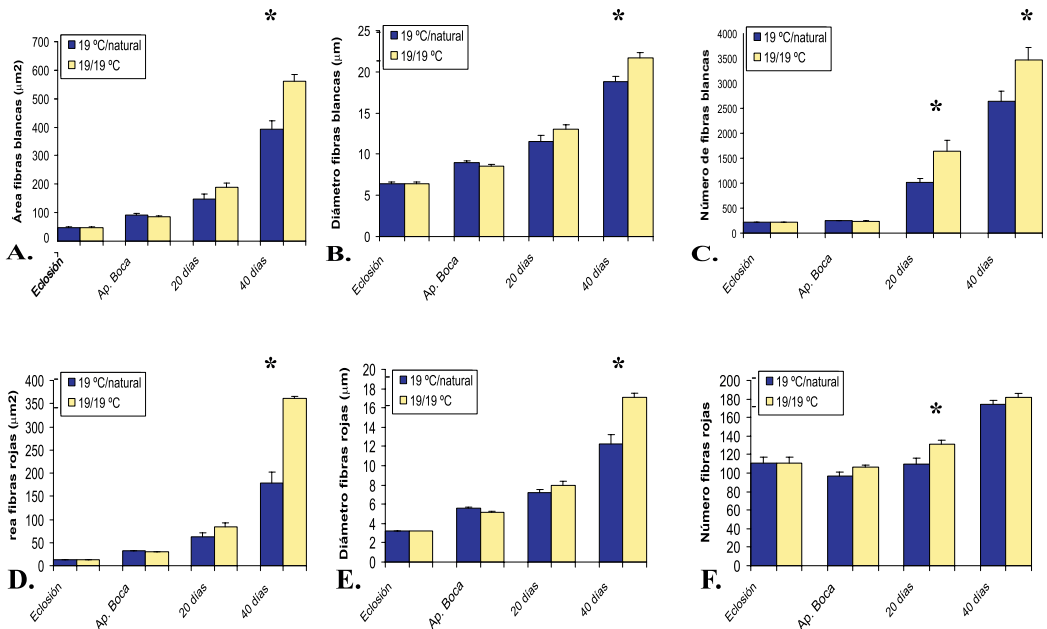 *
19 ºC/natural
19/19 ºC
Área fibras blancas (µm2)
700
600
500
400
300
200
100
0
Eclosión
Ap. Boca
20 días
40 días
A.
*
19 ºC/natural
19/19 ºC
Diámetro fibras blancas (µm)
25
20
15
10
5
0
Eclosión
Ap. Boca
20 días
40 días
B.
*
*
19 ºC/natural
19/19 ºC
Número de fibras blancas
4000
3500
3000
2500
2000
1500
1000
500
0
Eclosión
Ap. Boca
20 días
40 días
C.
*
19 ºC/natural
19/19 ºC
rea fibras rojas (µm2)
400
350
300
250
200
150
100
50
0
Eclosión
Ap. Boca
20 días
40 días
D.
*
19 ºC/natural
19/19 ºC
Diámetro fibras rojas (µm)
20
18
16
14
12
10
8
6
4
2
0
Eclosión
Ap. Boca
20 días
40 días
E.
*
19 ºC/natural
19/19 ºC
Número fibras rojas
200
180
160
140
120
100
80
60
40
20
0
Eclosión
Ap. Boca
20 días
40 días
F.